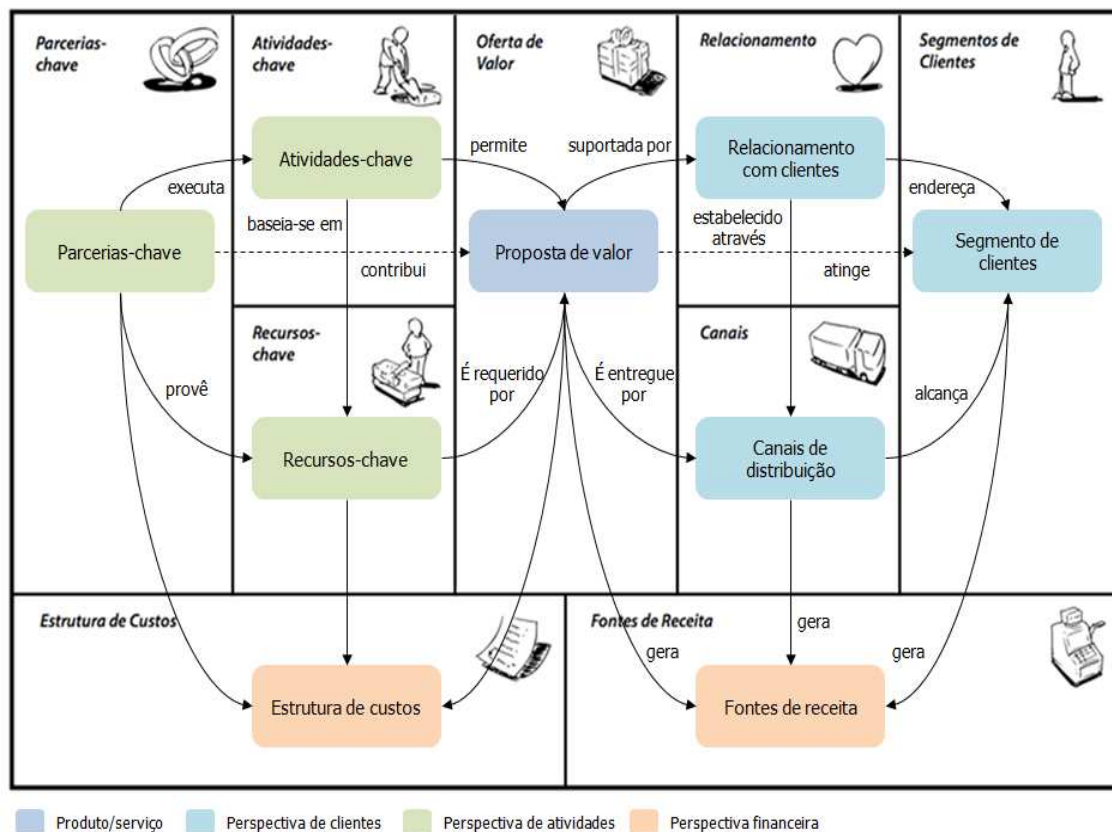 Parcerias-
chave
Atividades-
chave
Oferta de
Valor
Relacionamento
Segmentos de
Clientes
Atividades-chave
permite
suportada por
Relacionamento
com clientes
executa
endereça
baseia-se em
estabelecido
através
Parcerias-chave
contribui
Proposta de valor
atinge
Segmento de
clientes
Recursos-
chave
Canais
provê
É requerido
por
É entregue
por
alcança
Recursos-chave
Canais de
distribuição
Estrutura de Custos
Fontes de Receita
gera
gera
gera
Estrutura de custos
Fontes de receita
Produto/serviço
Perspectiva de clientes
Perspectiva de atividades
Perspectiva financeira